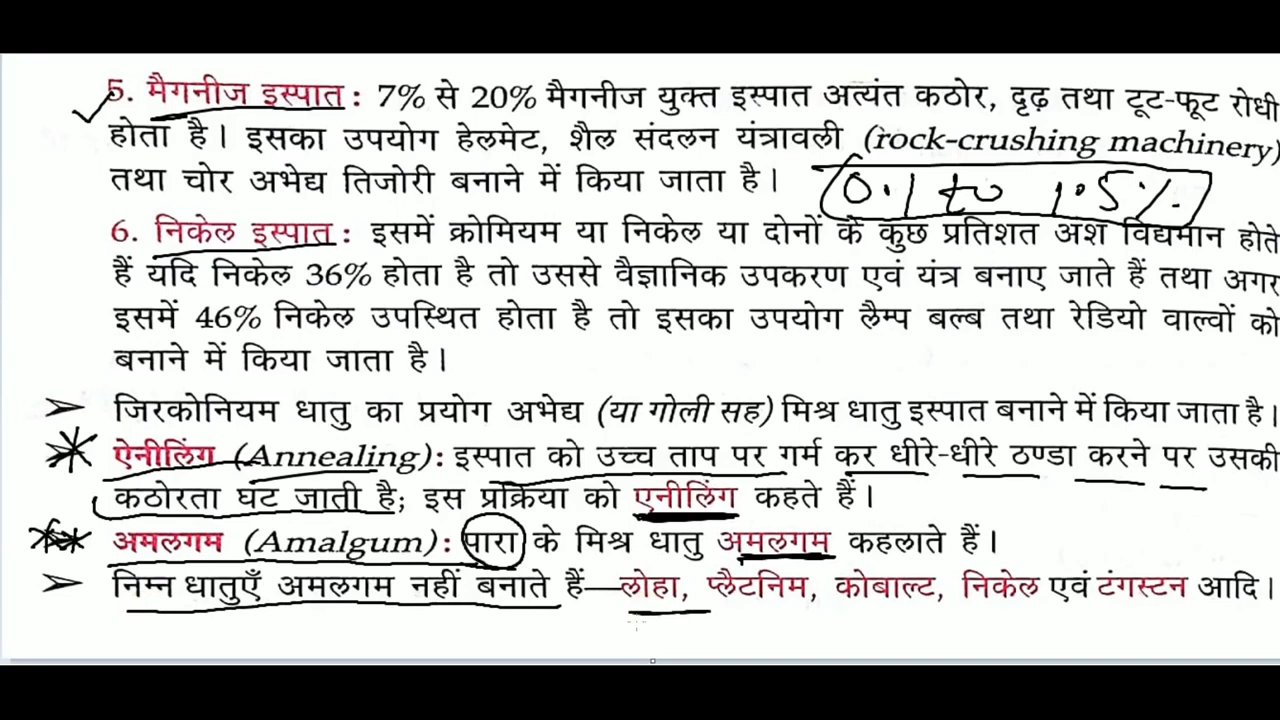 5. मैगनीज इस्पात : 7% से 20% मैगनीज युक्त इस्पात अत्यंत कठोर, दृढ़ तथा टूट-फूट रोधी
होता है। इसका उपयोग हेलमेट, शैल संदलन यंत्रावली (rock-crushing machinery)
तथा चोर अभेद्य तिजोरी बनाने में किया जाता है।
0.1 to 1.5%
6. निकेल इस्पात : इसमें क्रोमियम या निकेल या दोनों के कुछ प्रतिशत अंश विद्यमान होते
हैं यदि निकेल 36% होता है तो उससे वैज्ञानिक उपकरण एवं यंत्र बनाए जाते हैं तथा अगर
इसमें 46% निकेल उपस्थित होता है तो इसका उपयोग लैम्प बल्ब तथा रेडियो वाल्वों को
बनाने में किया जाता है।
➢ जिरकोनियम धातु का प्रयोग अभेद्य (या गोली सह) मिश्र धातु इस्पात बनाने में किया जाता है।
ऐनीलिंग (Annealing): इस्पात को उच्च ताप पर गर्म कर धीरे-धीरे ठण्डा करने पर उसकी
कठोरता घट जाती है; इस प्रक्रिया को एनीलिंग कहते हैं।
अमलगम (Amalgum): पारा के मिश्र धातु अमलगम कहलाते हैं।
➢ निम्न धातुएँ अमलगम नहीं बनाते हैं—लोहा, प्लैटनिम, कोबाल्ट, निकेल एवं टंगस्टन आदि।